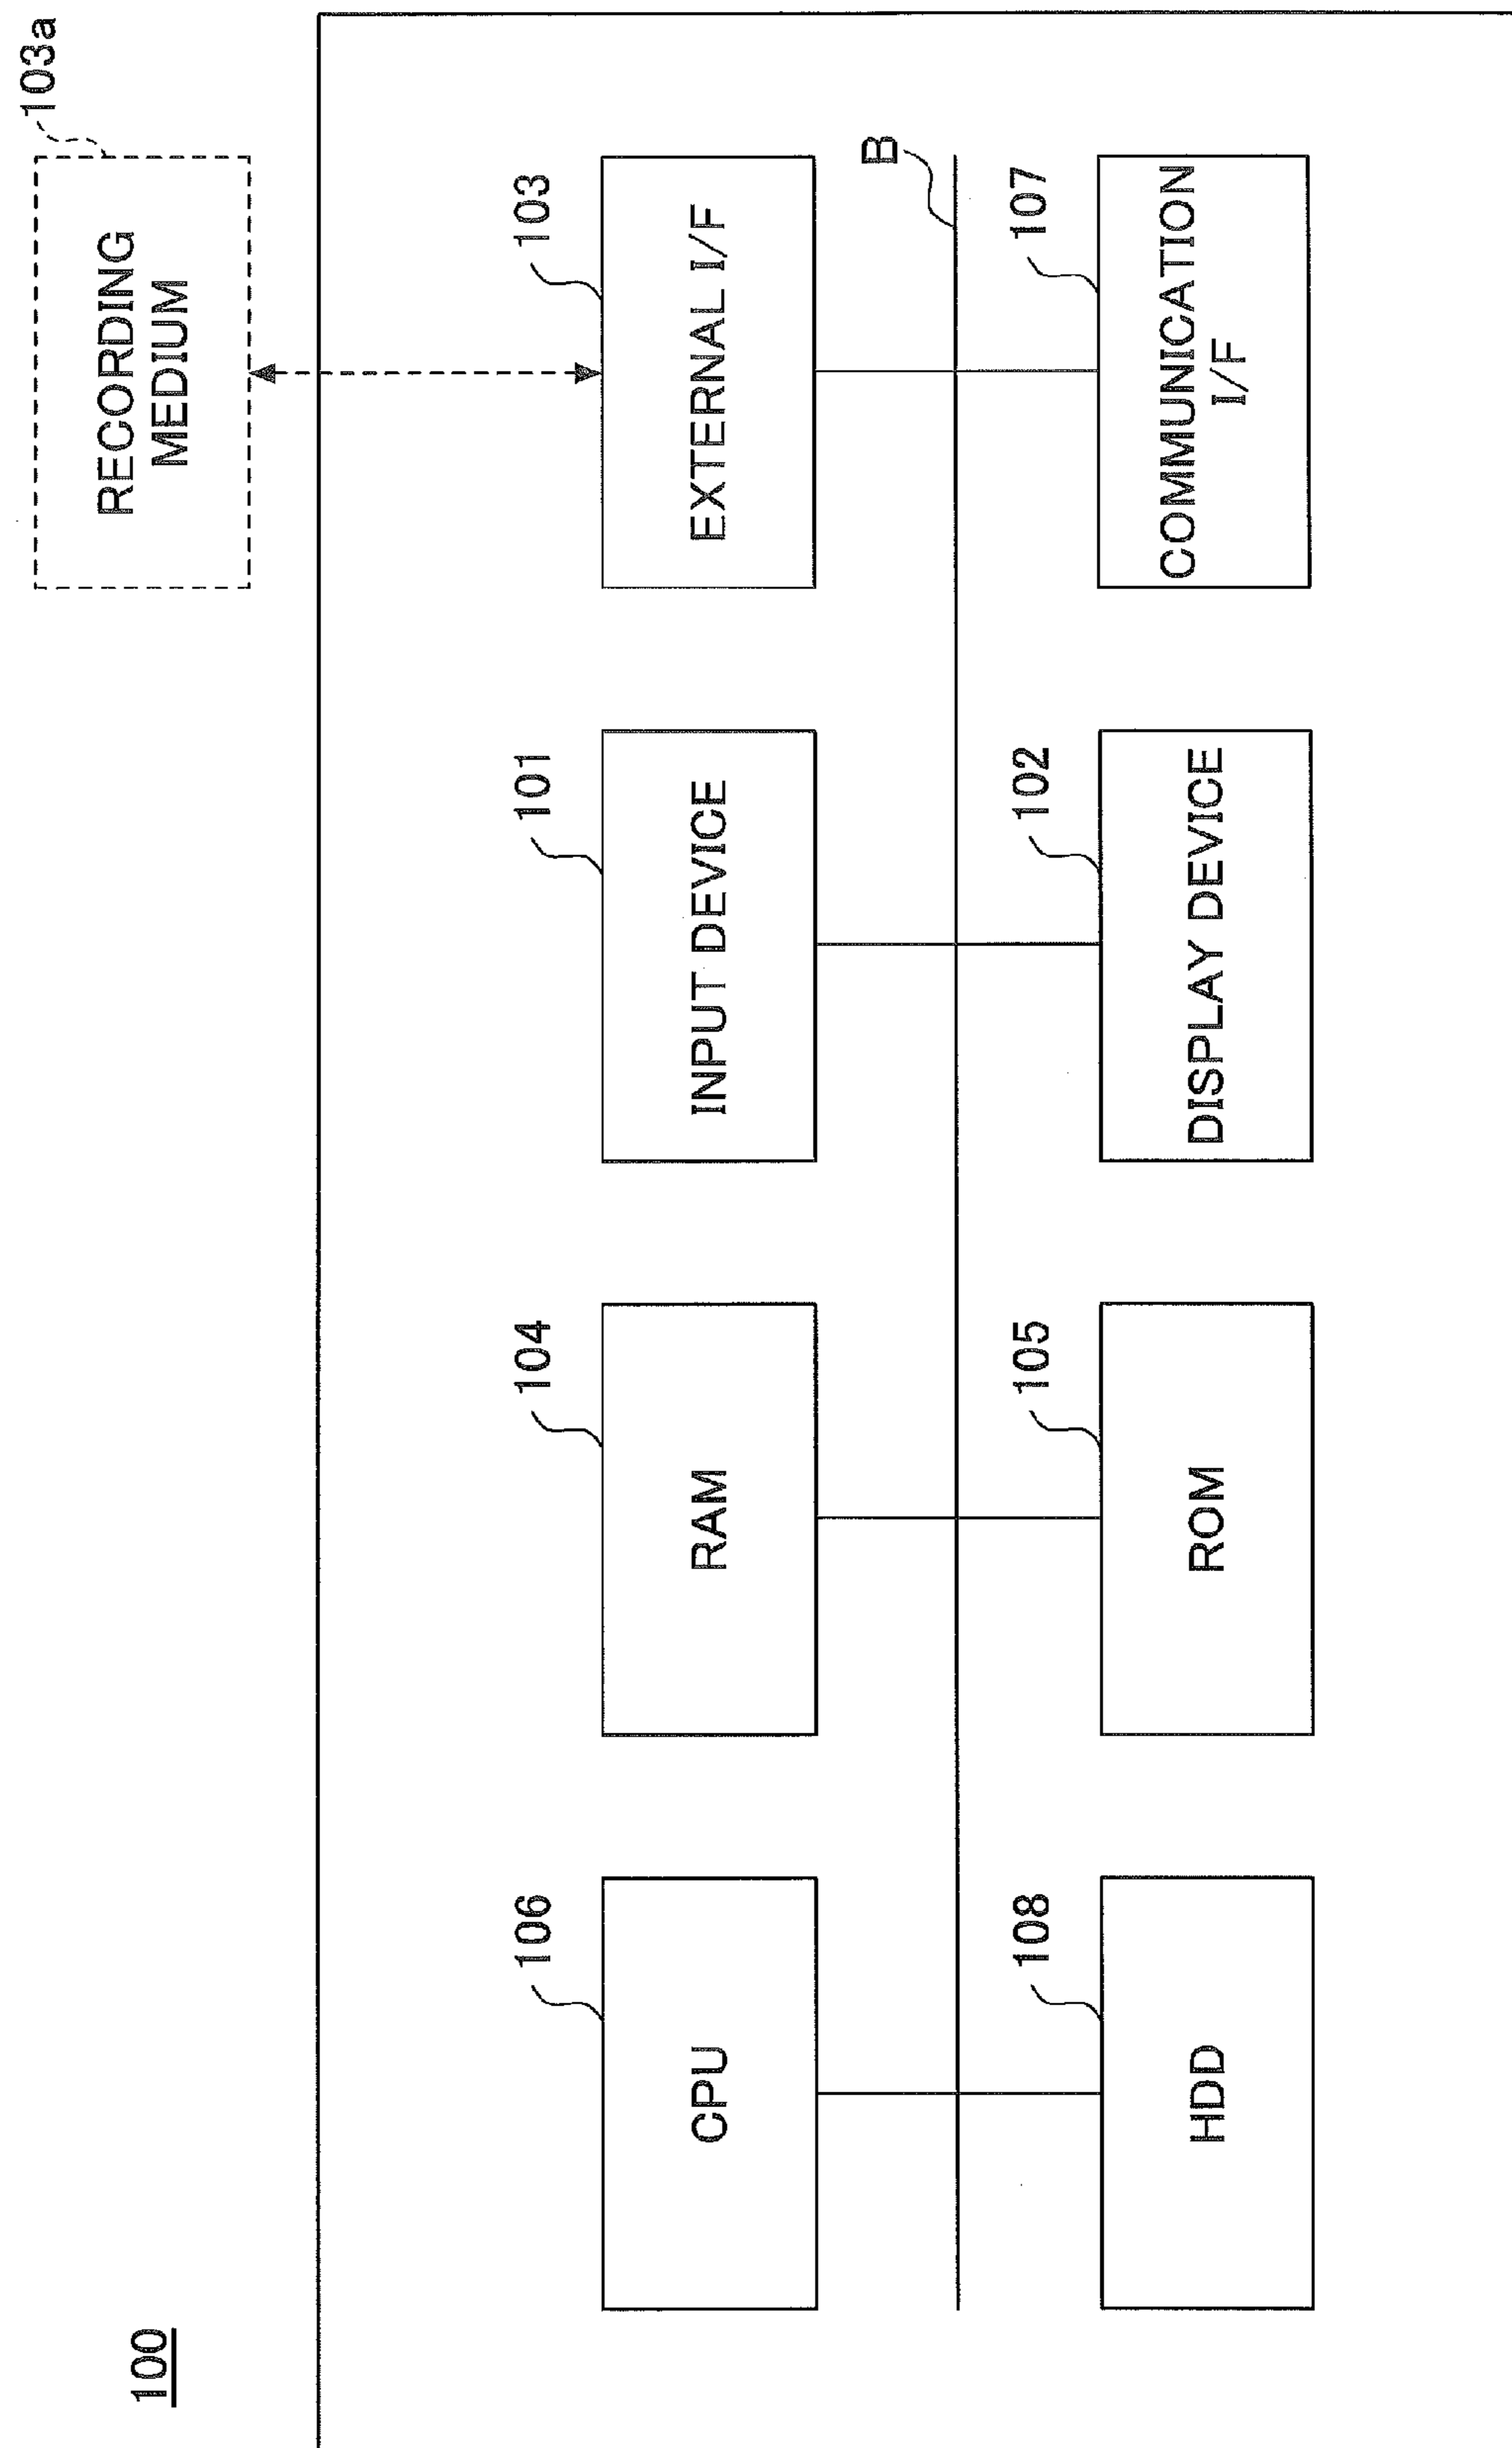 100
106
CPU
104
RAM
101
INPUT DEVICE
103
EXTERNAL I/F
103a
RECORDING
MEDIUM
B
108
HDD
105
ROM
102
DISPLAY DEVICE
107
COMMUNICATION
I/F